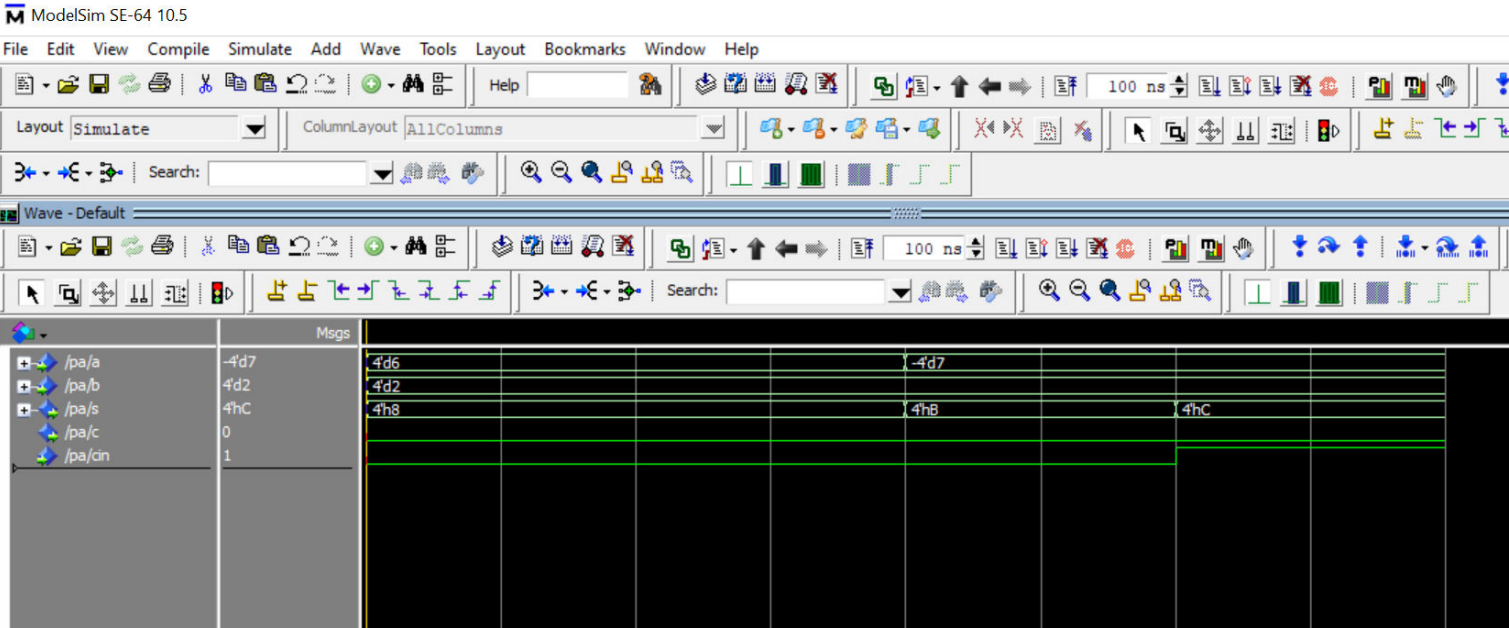 ModelSim SE-64 10.5
File Edit View Compile Simulate Add Wave Tools Layout Bookmarks Window Help
Help 100 ns
Layout Simulate ColumnLayout AllColumns
Search:
Wave - Default
100 ns
Search:
Msgs
/pa/a -4'd7 4'd6 -4'd7
/pa/b 4'd2 4'd2
/pa/s 4'hC 4'h8 4'hB 4'hC
/pa/c 0
/pa/cin 1